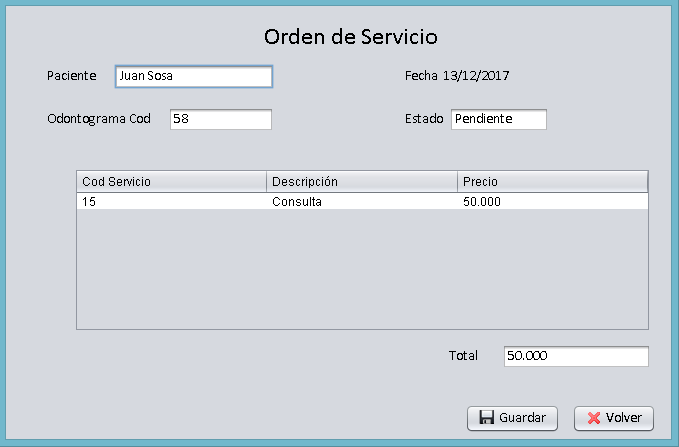 Orden de Servicio
Paciente Juan Sosa Fecha 13/12/2017
Odontograma Cod 58 Estado Pendiente
Cod Servicio Descripción Precio
15 Consulta 50.000
Total 50.000
Guardar Volver